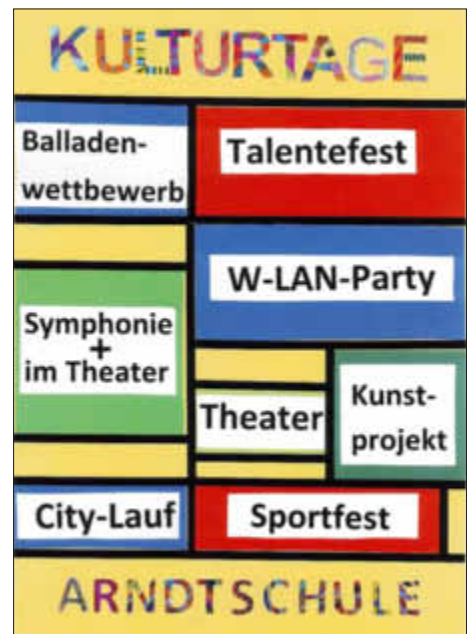 KULTURTAGE
Balladen-
wettbewerb
Talentefest
W-LAN-Party
Symphonie
+
im Theater
Theater
Kunst-
projekt
City-Lauf
Sportfest
ARNDTSCHULE